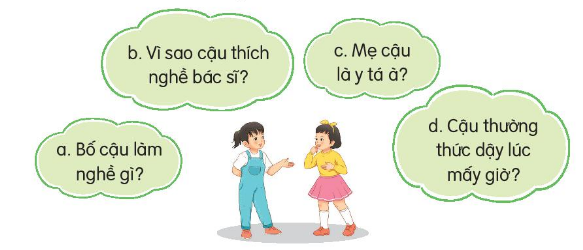 a. Bố cậu làm
nghề gì?
b. Vì sao cậu thích
nghề bác sĩ?
c. Mẹ cậu
là y tá à?
d. Cậu thường
thức dậy lúc
mấy giờ?